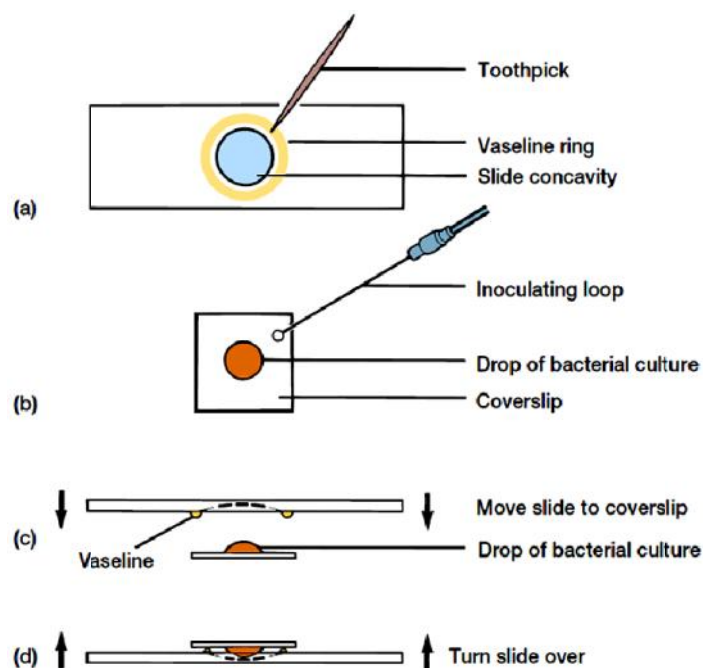 Toothpick
Vaseline ring
Slide concavity
(a)
Inoculating loop
Drop of bacterial culture
Coverslip
(b)
Move slide to coverslip
(c)
Vaseline
Drop of bacterial culture
(d)
Turn slide over